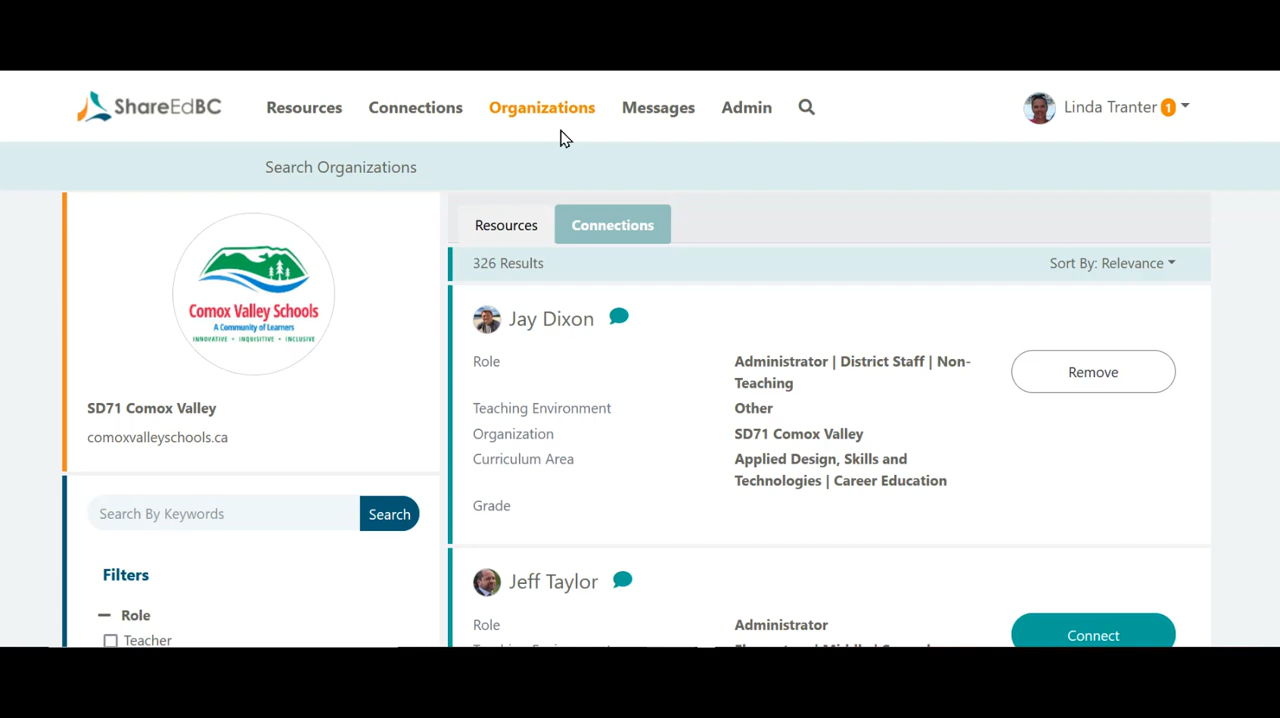 ShareEdBC Resources Connections Organizations Messages Admin Linda Tranter 1
Search Organizations
Comox Valley Schools
A Community of Learners
INNOVATIVE • INQUISITIVE • INCLUSIVE
SD71 Comox Valley
comoxvalleyschools.ca
Search By Keywords Search
Filters
Role
Teacher
Resources Connections
326 Results Sort By: Relevance
Jay Dixon
Role Administrator | District Staff | Non-
Teaching
Remove
Teaching Environment Other
Organization SD71 Comox Valley
Curriculum Area Applied Design, Skills and
Technologies | Career Education
Grade
Jeff Taylor
Role Administrator
Connect